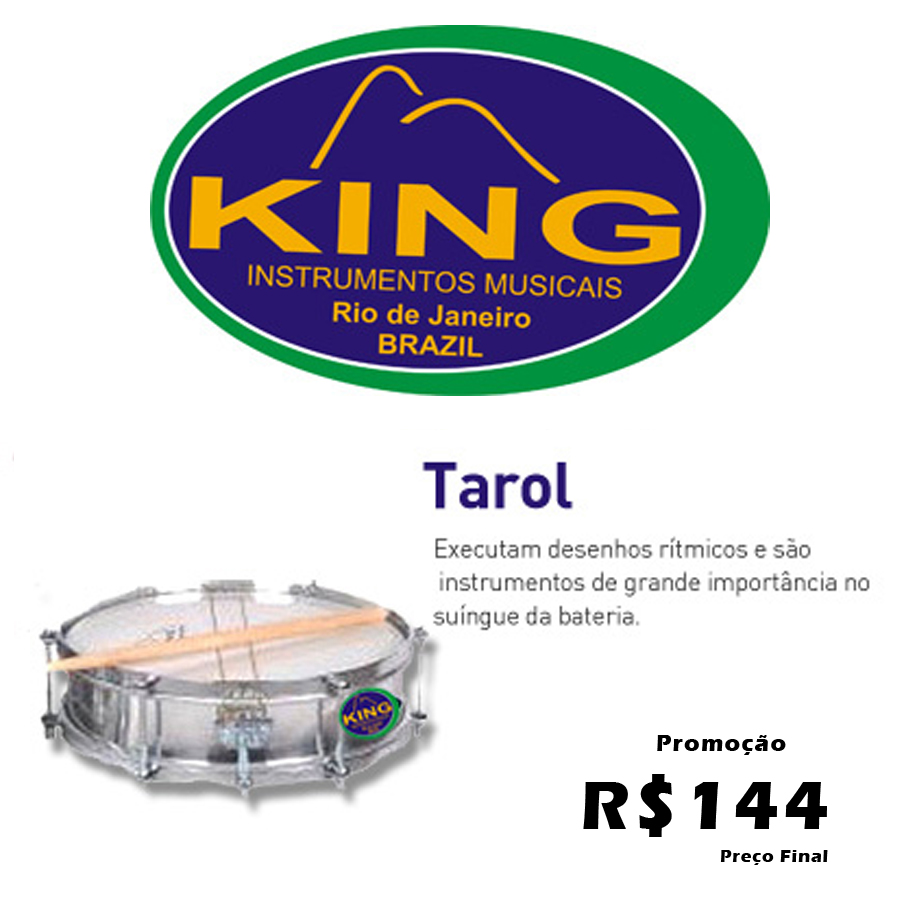 KING
INSTRUMENTOS MUSICAIS
Rio de Janeiro
BRAZIL
Tarol
Executam desenhos rítmicos e são
instrumentos de grande importância no
suíngue da bateria.
KING
Promoção
R$144
Preço Final